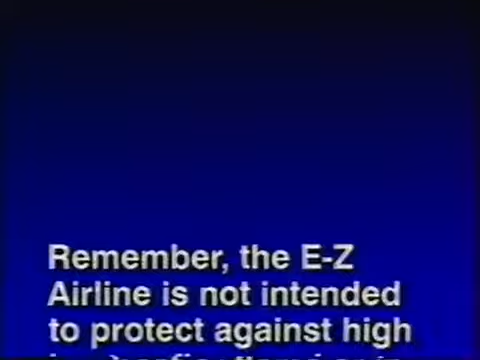 Remember, the E-Z
Airline is not intended
to protect against high